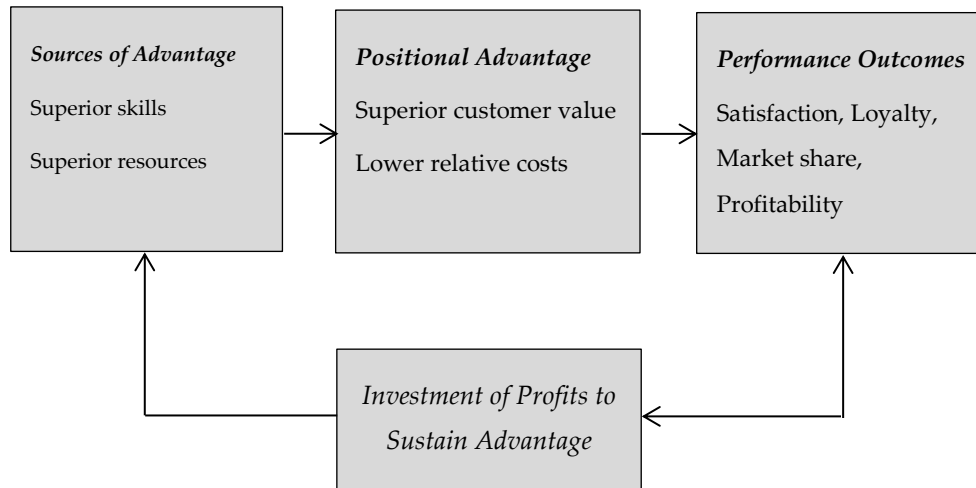 Sources of Advantage
Superior skills
Superior resources
Positional Advantage
Superior customer value
Lower relative costs
Performance Outcomes
Satisfaction, Loyalty,
Market share,
Profitability
Investment of Profits to
Sustain Advantage